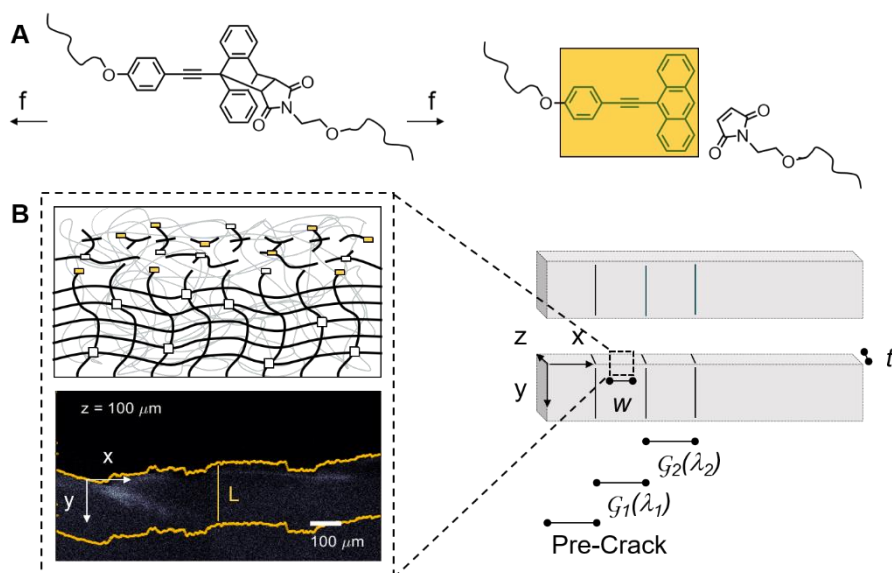 A
O
O
N
O
O
f
f
O
O
N
O
O
B
z = 100 μm
x
y
L
100 μm
z
x
y
w
t
G₂(λ₂)
G₁(λ₁)
Pre-Crack